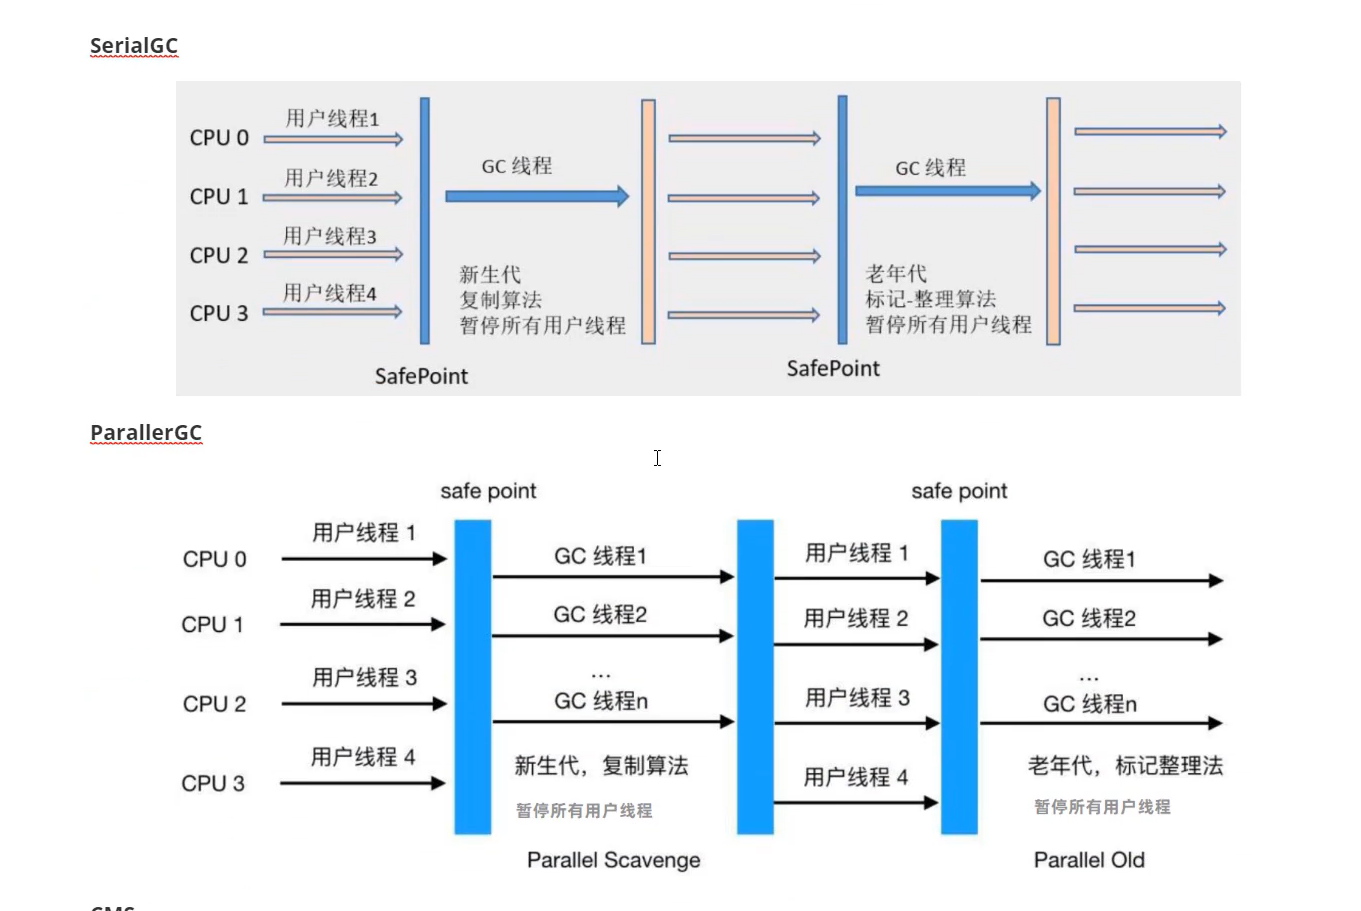 SerialGC
用户线程1
CPU 0
用户线程2
CPU 1
用户线程3
CPU 2
用户线程4
CPU 3
GC 线程
新生代
复制算法
暂停所有用户线程
GC 线程
老年代
标记-整理算法
暂停所有用户线程
SafePoint
SafePoint
ParallerGC
safe point
safe point
用户线程 1
CPU 0
用户线程 2
CPU 1
用户线程 3
CPU 2
用户线程 4
CPU 3
GC 线程1
GC 线程2
...
GC 线程n
新生代，复制算法
暂停所有用户线程
用户线程 1
用户线程 2
用户线程 3
用户线程 4
GC 线程1
GC 线程2
...
GC 线程n
老年代，标记整理法
暂停所有用户线程
Parallel Scavenge
Parallel Old
CMS